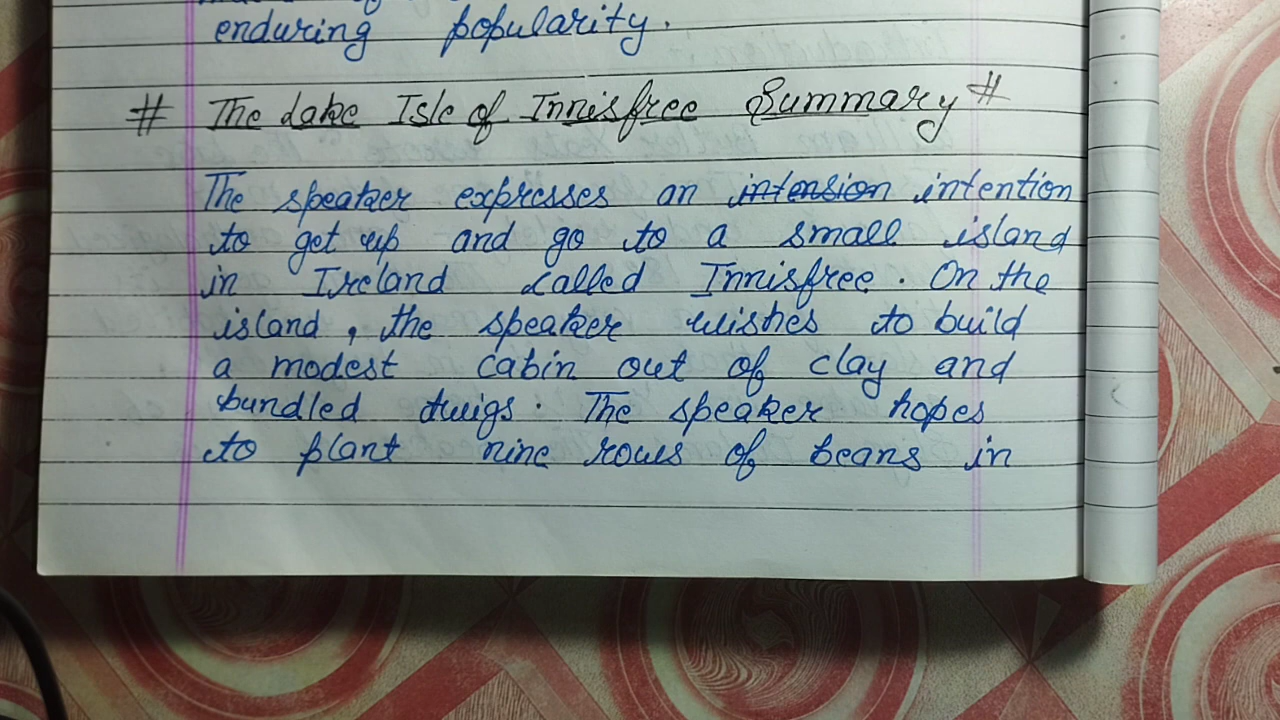 enduring popularity.
# The Lake Isle of Innisfree Summary #
The speaker expresses an intension intention
to get up and go to a small island
in Ireland called Innisfree. On the
island, the speaker wishes to build
a modest cabin out of clay and
bundled twigs. The speaker hopes
to plant nine rows of beans in